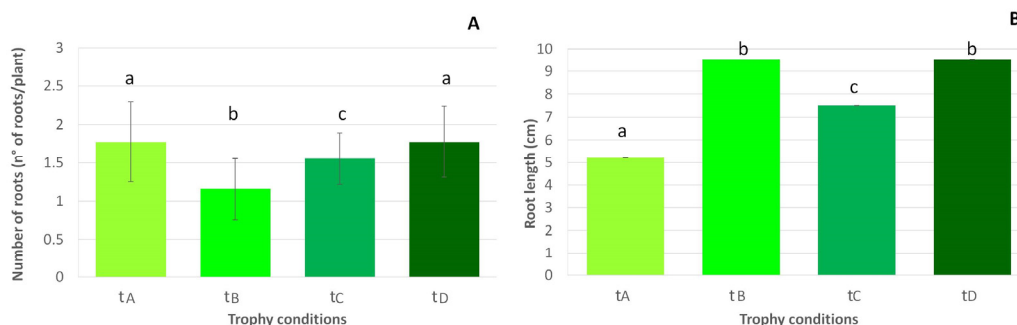 A
Number of roots (n° of roots/plant)
3
2.5
2
1.5
1
0.5
0
a
b
c
a
tA
tB
tC
tD
Trophy conditions
B
Root length (cm)
10
9
8
7
6
5
4
3
2
1
0
a
b
c
b
tA
tB
tC
tD
Trophy conditions